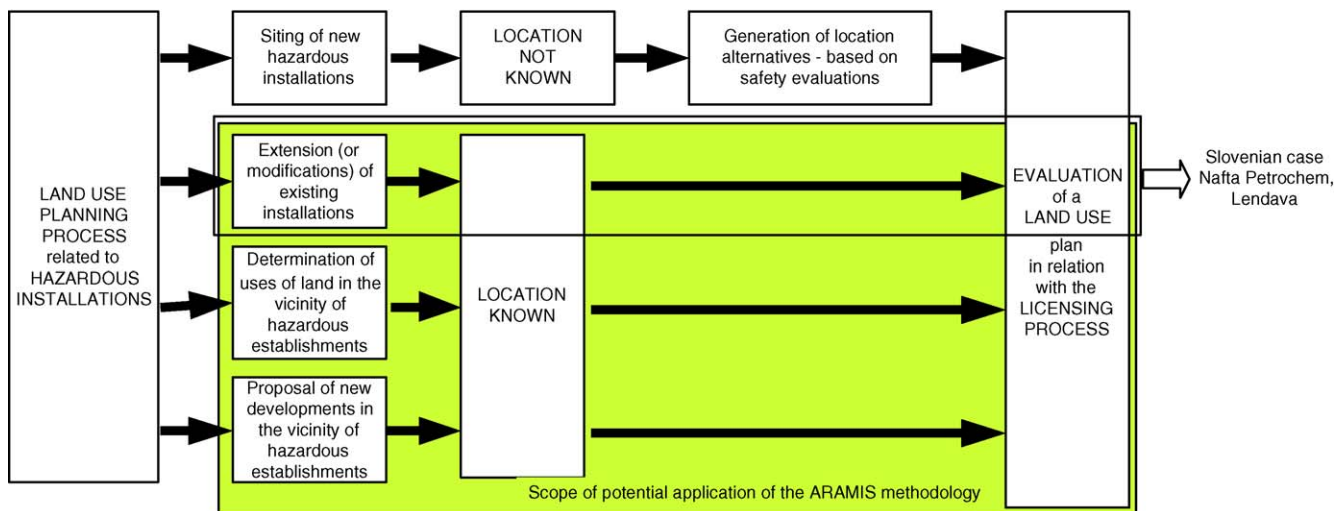 LAND USE
PLANNING
PROCESS
related to
HAZARDOUS
INSTALLATIONS
Siting of new
hazardous
installations
LOCATION
NOT
KNOWN
Generation of location
alternatives - based on
safety evaluations
Extension (or
modifications) of
existing
installations
Determination of
uses of land in the
vicinity of
hazardous
establishments
Proposal of new
developments in
the vicinity of
hazardous
establishments
LOCATION
KNOWN
EVALUATION
of a
LAND USE
plan
in relation
with the
LICENSING
PROCESS
Slovenian case
Nafta Petrochem,
Lendava
Scope of potential application of the ARAMIS methodology